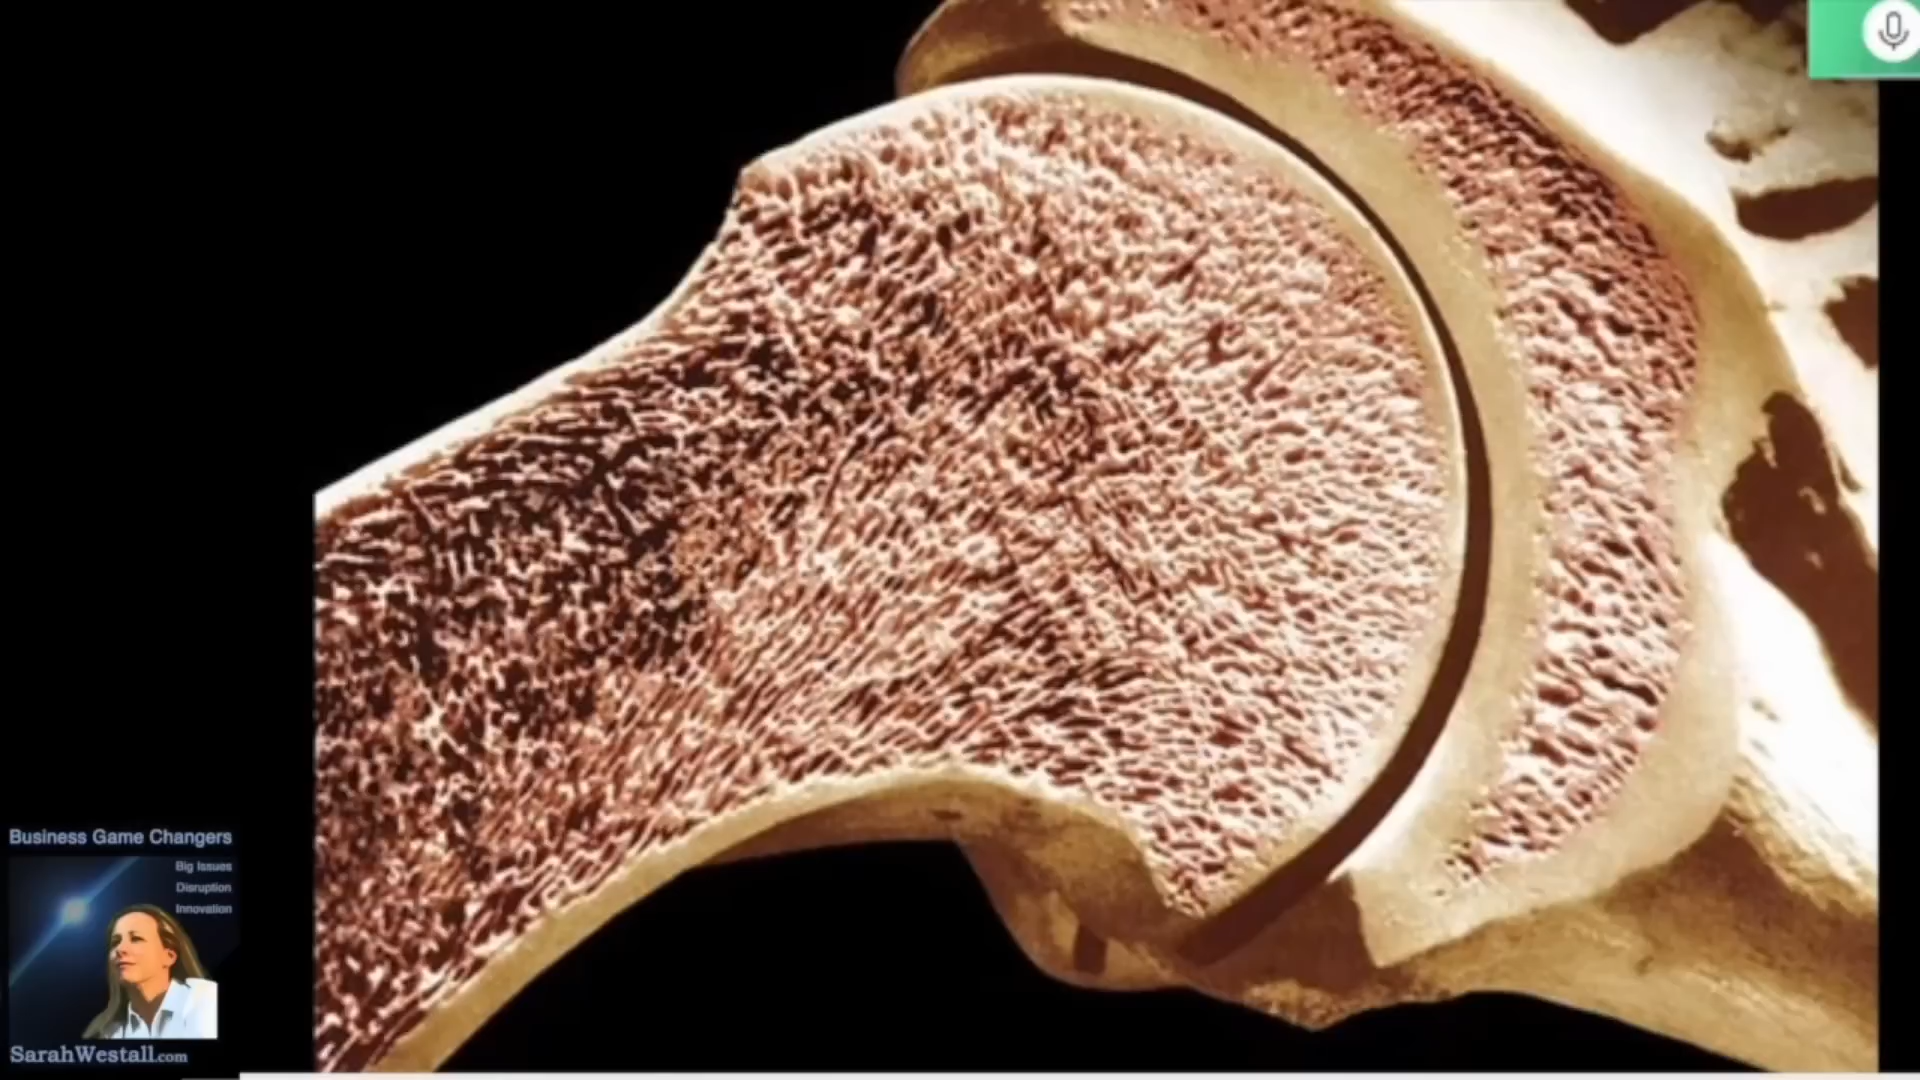 Business Game Changers
Big Issues
Disruption
Innovation
SarahWestall.com